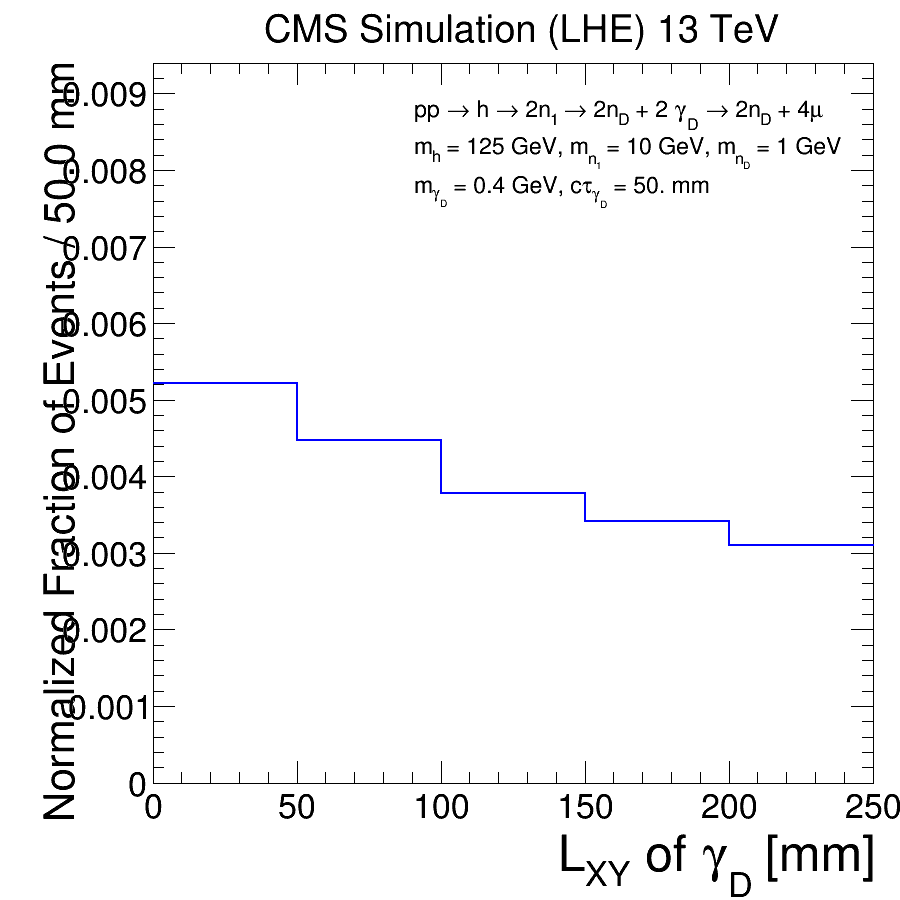 CMS Simulation (LHE) 13 TeV
pp → h → 2n1 → 2nD + 2 γD → 2nD + 4μ
mh = 125 GeV, mn1 = 10 GeV, mnD = 1 GeV
mγD = 0.4 GeV, cτγD = 50. mm
Normalized Fraction of Events / 50.0 mm
0.009
0.008
0.007
0.006
0.005
0.004
0.003
0.002
0.001
0
0 50 100 150 200 250
LXY of γD [mm]